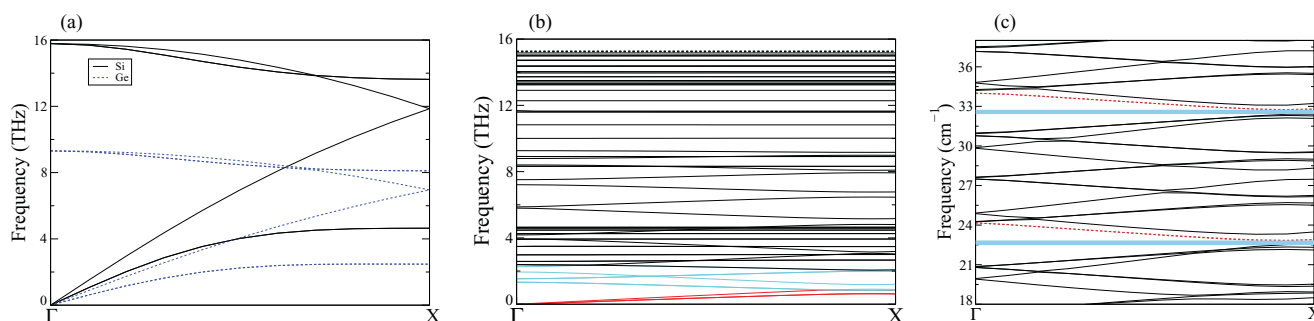 (a)
16
12
8
4
0
Frequency (THz)
Si
Ge
Γ
X
(b)
16
12
8
4
0
Frequency (THz)
Γ
X
(c)
36
33
30
27
24
21
18
Frequency (cm⁻¹)
Γ
X